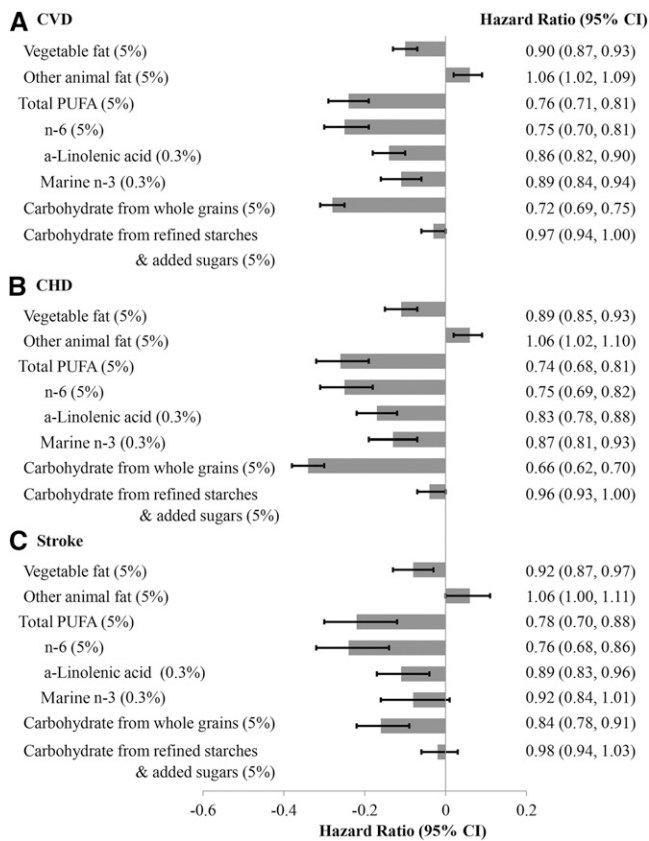 A CVD Hazard Ratio (95% CI)
Vegetable fat (5%) 0.90 (0.87, 0.93)
Other animal fat (5%) 1.06 (1.02, 1.09)
Total PUFA (5%) 0.76 (0.71, 0.81)
n-6 (5%) 0.75 (0.70, 0.81)
a-Linolenic acid (0.3%) 0.86 (0.82, 0.90)
Marine n-3 (0.3%) 0.89 (0.84, 0.94)
Carbohydrate from whole grains (5%) 0.72 (0.69, 0.75)
Carbohydrate from refined starches 0.97 (0.94, 1.00)
& added sugars (5%)
B CHD
Vegetable fat (5%) 0.89 (0.85, 0.93)
Other animal fat (5%) 1.06 (1.02, 1.10)
Total PUFA (5%) 0.74 (0.68, 0.81)
n-6 (5%) 0.75 (0.69, 0.82)
a-Linolenic acid (0.3%) 0.83 (0.78, 0.88)
Marine n-3 (0.3%) 0.87 (0.81, 0.93)
Carbohydrate from whole grains (5%) 0.66 (0.62, 0.70)
Carbohydrate from refined starches 0.96 (0.93, 1.00)
& added sugars (5%)
C Stroke
Vegetable fat (5%) 0.92 (0.87, 0.97)
Other animal fat (5%) 1.06 (1.00, 1.11)
Total PUFA (5%) 0.78 (0.70, 0.88)
n-6 (5%) 0.76 (0.68, 0.86)
a-Linolenic acid (0.3%) 0.89 (0.83, 0.96)
Marine n-3 (0.3%) 0.92 (0.84, 1.01)
Carbohydrate from whole grains (5%) 0.84 (0.78, 0.91)
Carbohydrate from refined starches 0.98 (0.94, 1.03)
& added sugars (5%)
-0.6 -0.4 -0.2 0 0.2
Hazard Ratio (95% CI)